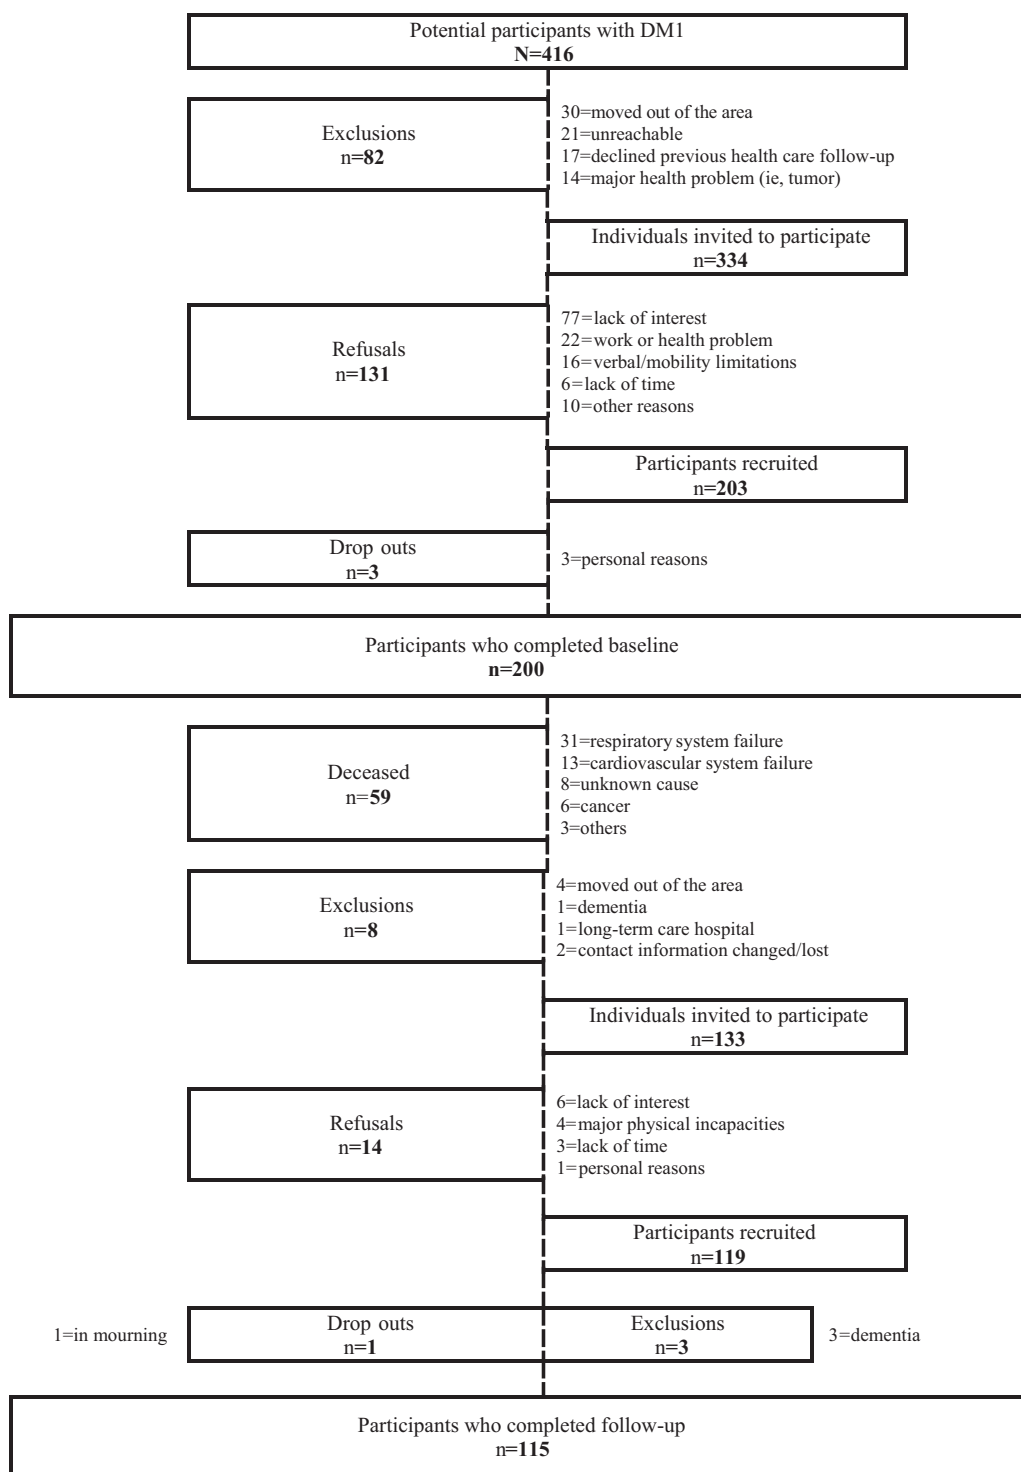 Potential participants with DM1
N=416
Exclusions
n=82
30=moved out of the area
21=unreachable
17=declined previous health care follow-up
14=major health problem (ie, tumor)
Individuals invited to participate
n=334
Refusals
n=131
77=lack of interest
22=work or health problem
16=verbal/mobility limitations
6=lack of time
10=other reasons
Participants recruited
n=203
Drop outs
n=3
3=personal reasons
Participants who completed baseline
n=200
Deceased
n=59
31=respiratory system failure
13=cardiovascular system failure
8=unknown cause
6=cancer
3=others
Exclusions
n=8
4=moved out of the area
1=dementia
1=long-term care hospital
2=contact information changed/lost
Individuals invited to participate
n=133
Refusals
n=14
6=lack of interest
4=major physical incapacities
3=lack of time
1=personal reasons
Participants recruited
n=119
1=in mourning
Drop outs
n=1
Exclusions
n=3
3=dementia
Participants who completed follow-up
n=115